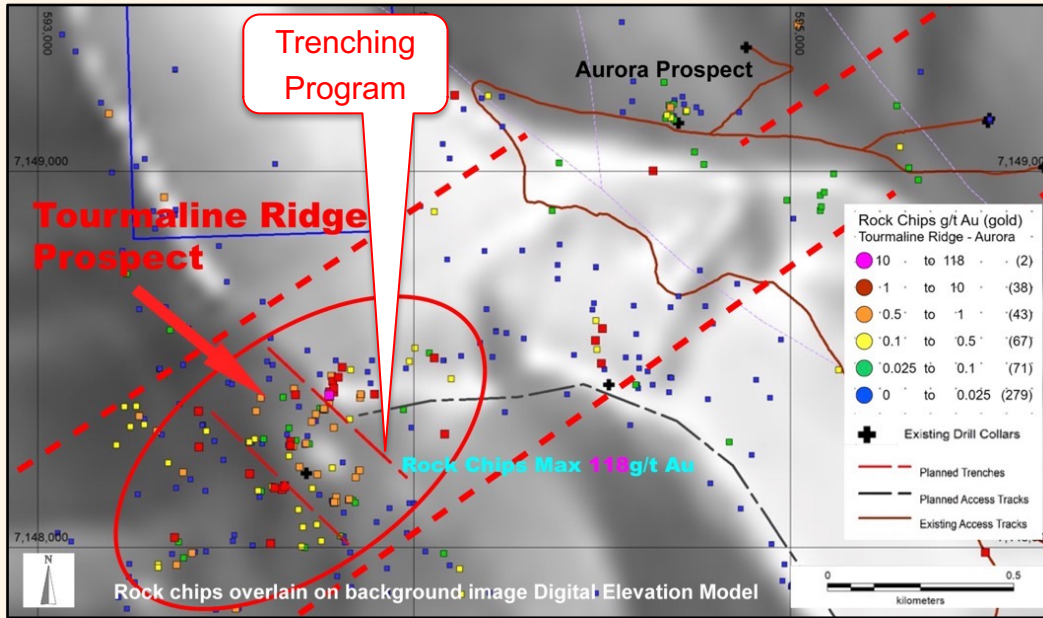 593,000
595,000
Trenching
Program
Aurora Prospect
7,149,000
7,149,000
Tourmaline Ridge
Prospect
Rock Chips g/t Au (gold)
Tourmaline Ridge - Aurora
10 to 118 (2)
1 to 10 (38)
0.5 to 1 (43)
0.1 to 0.5 (67)
0.025 to 0.1 (71)
0 to 0.025 (279)
Existing Drill Collars
Planned Trenches
Planned Access Tracks
Existing Access Tracks
Rock Chips Max 118g/t Au
7,148,000
N
Rock chips overlain on background image Digital Elevation Model
0 0.5
kilometers